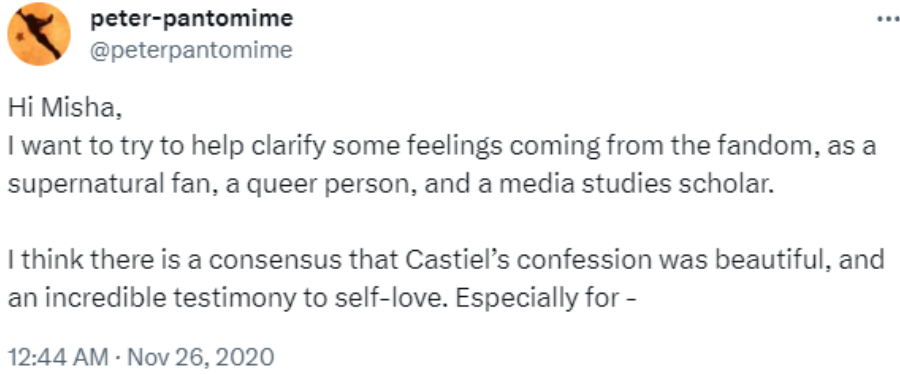 peter-pantomime
@peterpantomime
Hi Misha,
I want to try to help clarify some feelings coming from the fandom, as a
supernatural fan, a queer person, and a media studies scholar.
I think there is a consensus that Castiel’s confession was beautiful, and
an incredible testimony to self-love. Especially for -
12:44 AM · Nov 26, 2020